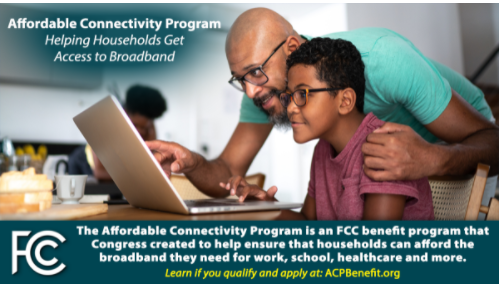 Affordable Connectivity Program
Helping Households Get
Access to Broadband
The Affordable Connectivity Program is an FCC benefit program that
Congress created to help ensure that households can afford the
broadband they need for work, school, healthcare and more.
FCC
Learn if you qualify and apply at: ACPBenefit.org